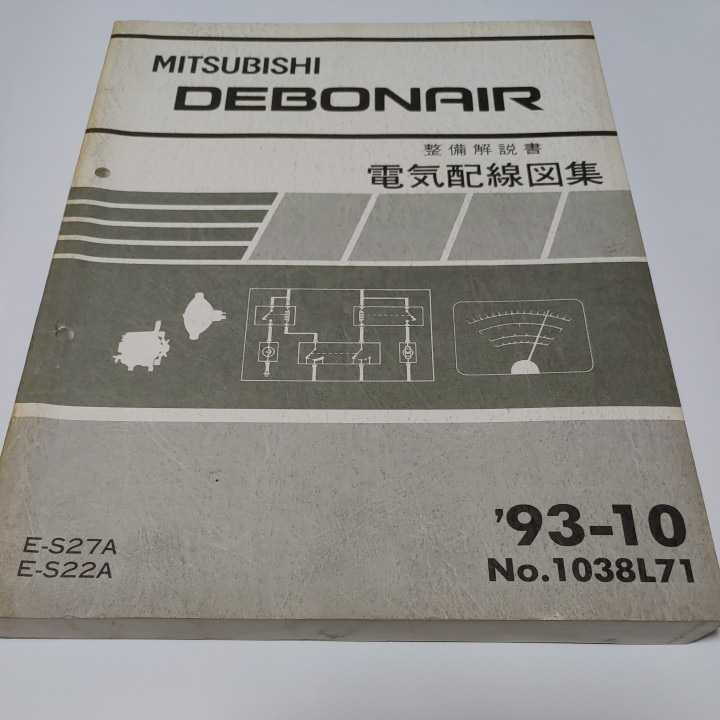 MITSUBISHI
DEBONAIR
整備解説書
電気配線図集
'93-10
No.1038L71
E-S27A
E-S22A